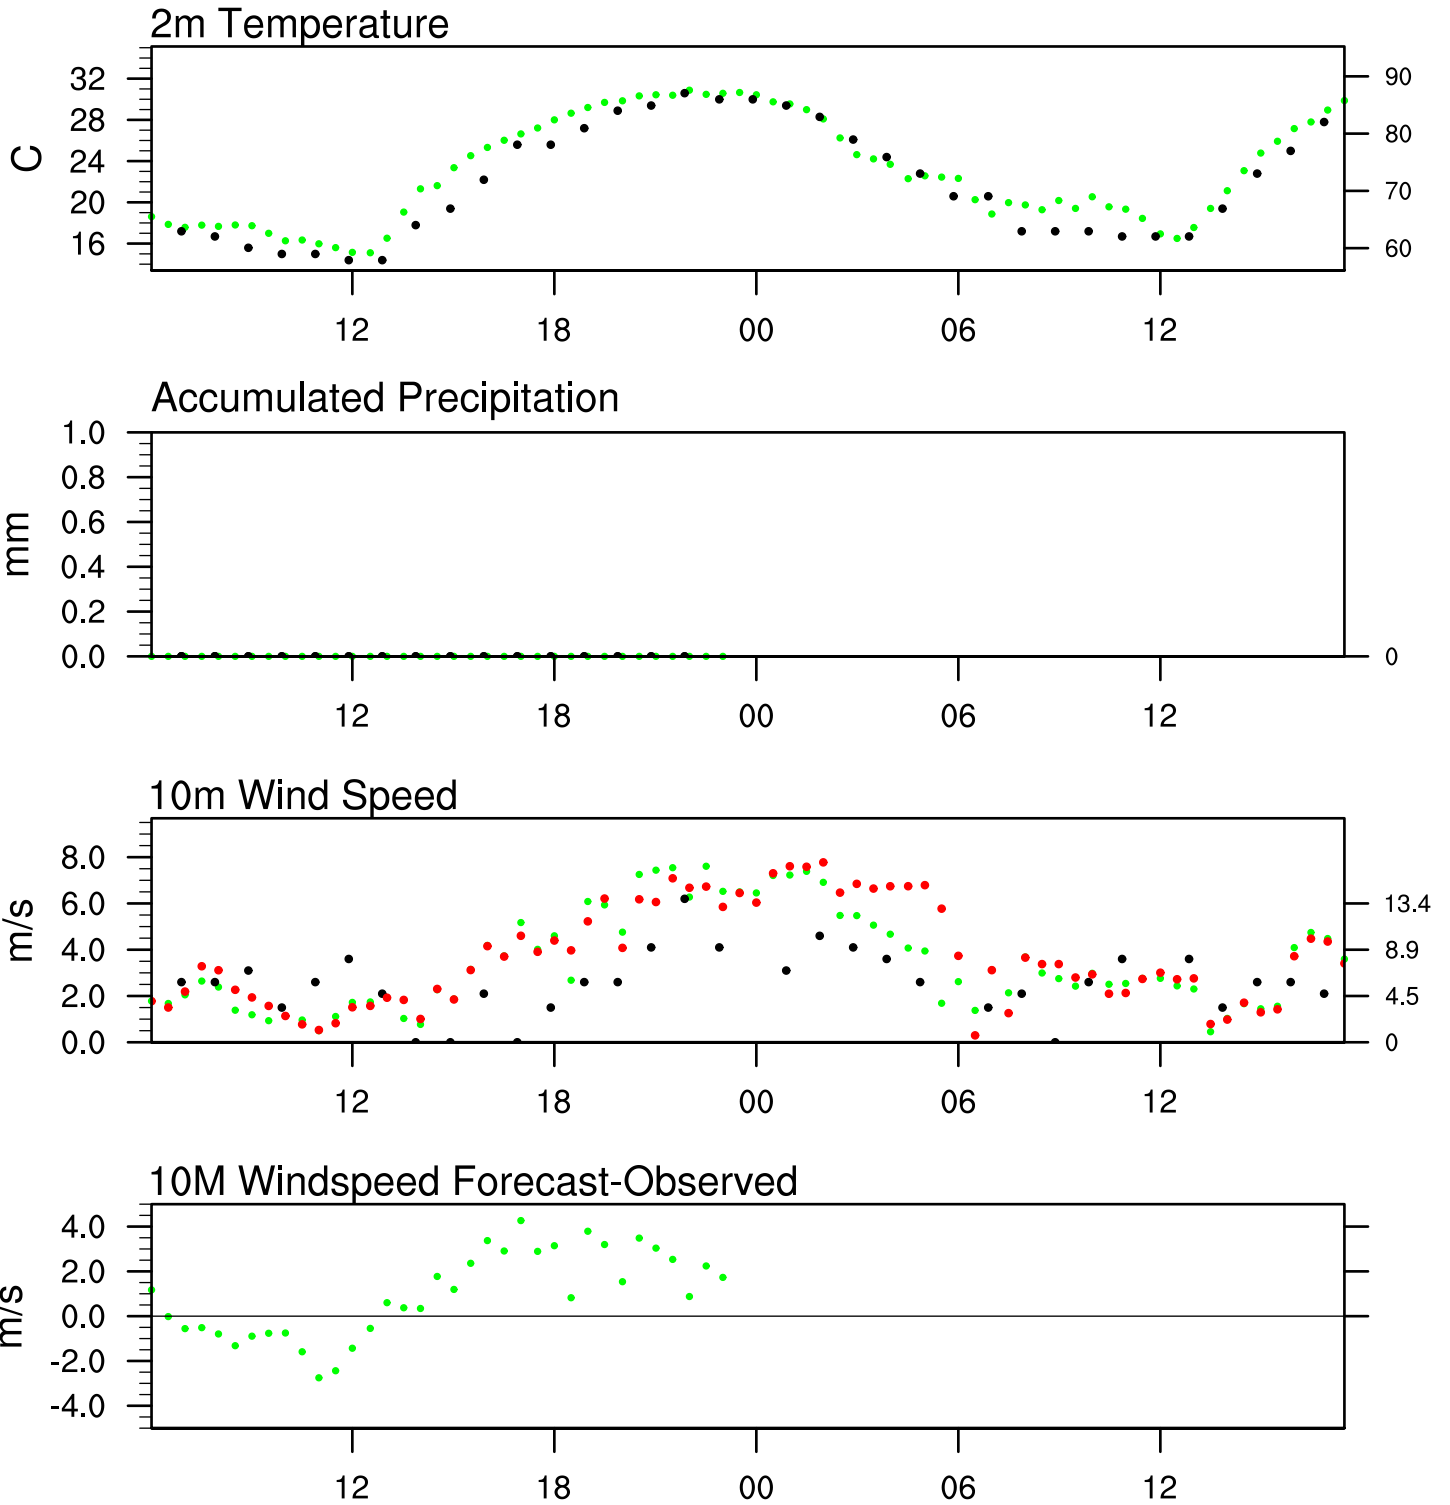 2m Temperature
32
28
24
20
16
C
90
80
70
60
12 18 00 06 12
Accumulated Precipitation
1.0
0.8
0.6
0.4
0.2
0.0
mm
0
12 18 00 06 12
10m Wind Speed
8.0
6.0
4.0
2.0
0.0
m/s
13.4
8.9
4.5
0
12 18 00 06 12
10M Windspeed Forecast-Observed
4.0
2.0
0.0
-2.0
-4.0
m/s
12 18 00 06 12